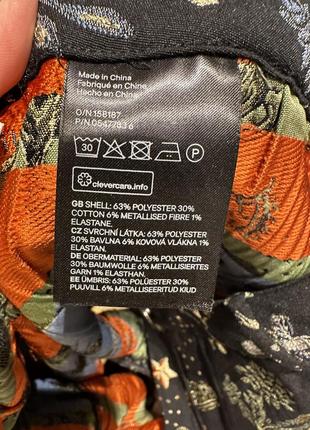 Made in China
Fabriqué en Chine
Hecho en China
O/N.158187
P/N.0547783 6
30 P
clevercare.info
GB SHELL: 63% POLYESTER 30%
COTTON 6% METALLISED FIBRE 1%
ELASTANE.
CZ SVRCHNÍ LÁTKA: 63% POLYESTER
30% BAVLNA 6% KOVOVÁ VLÁKNA 1%
ELASTAN.
DE OBERMATERIAL: 63% POLYESTER
30% BAUMWOLLE 6% METALLISIERTES
GARN 1% ELASTHAN.
EE ÜMBRIS: 63% POLÜESTER 30%
PUUVILL 6% METALLISEERITUD KIUD